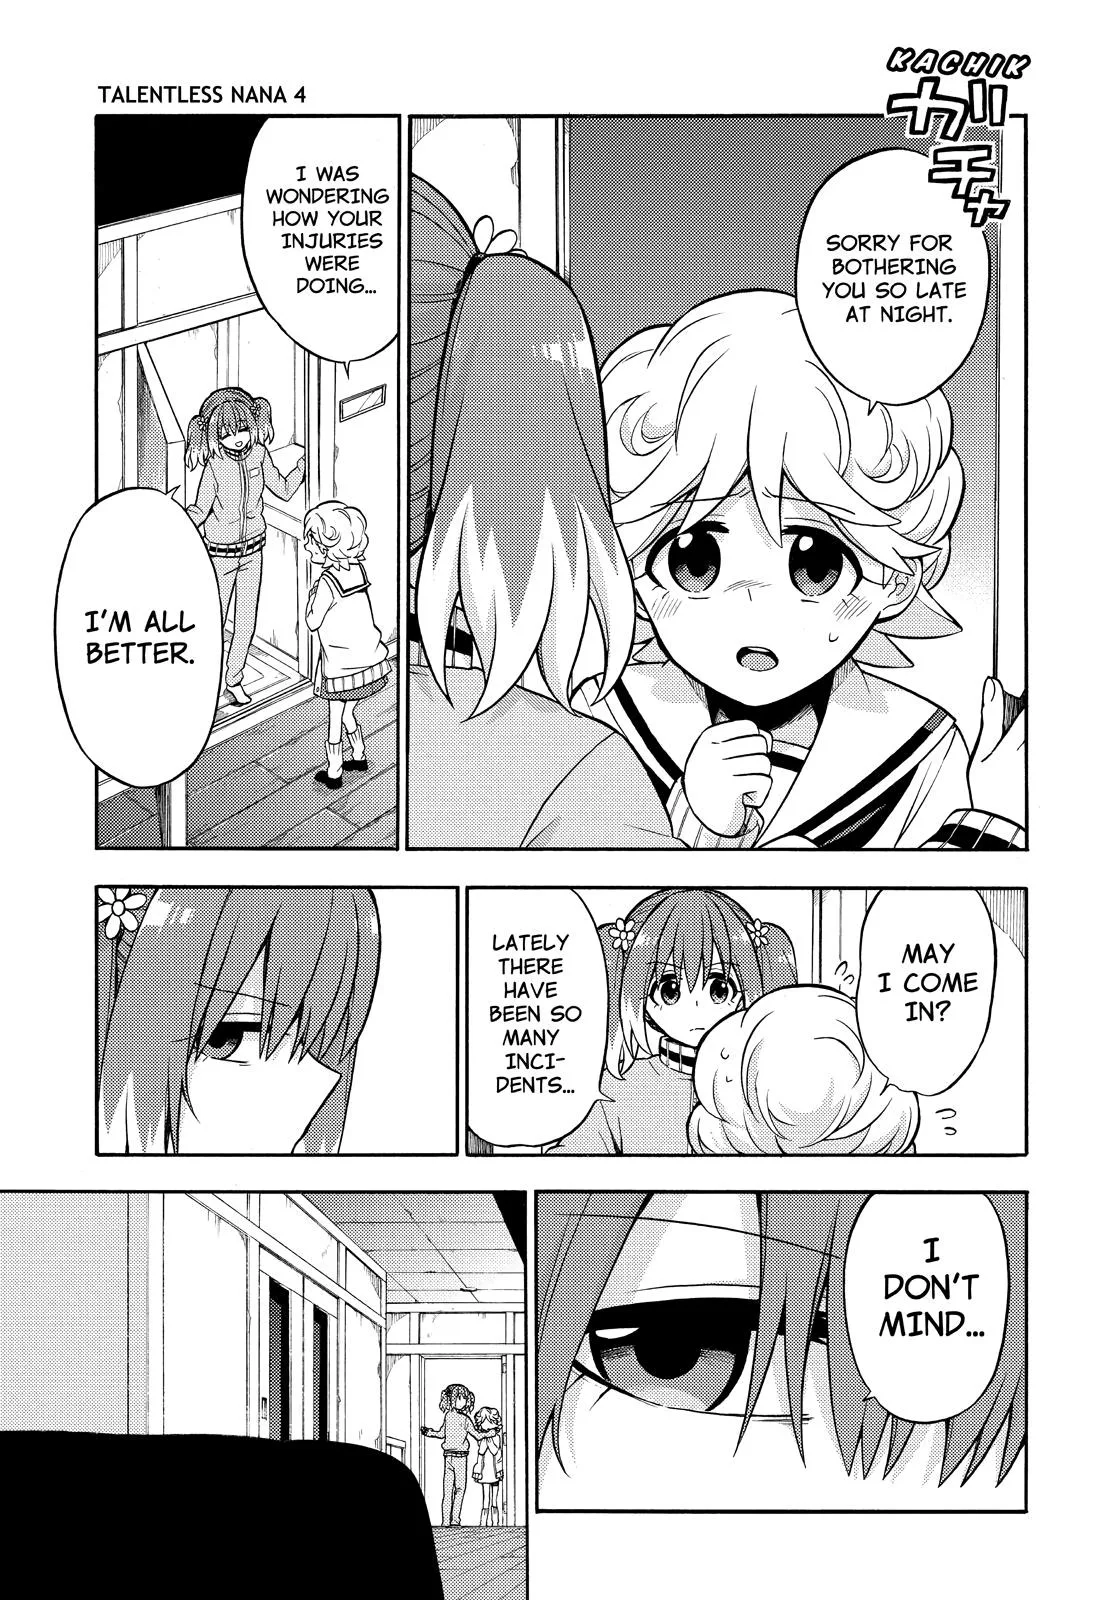 TALENTLESS NANA 4
KACHIK
ガチャ
SORRY FOR
BOTHERING
YOU SO LATE
AT NIGHT.
I WAS
WONDERING
HOW YOUR
INJURIES
WERE
DOING...
I'M ALL
BETTER.
MAY
I COME
IN?
LATELY
THERE
HAVE
BEEN SO
MANY
INCI-
DENTS...
I
DON'T
MIND...